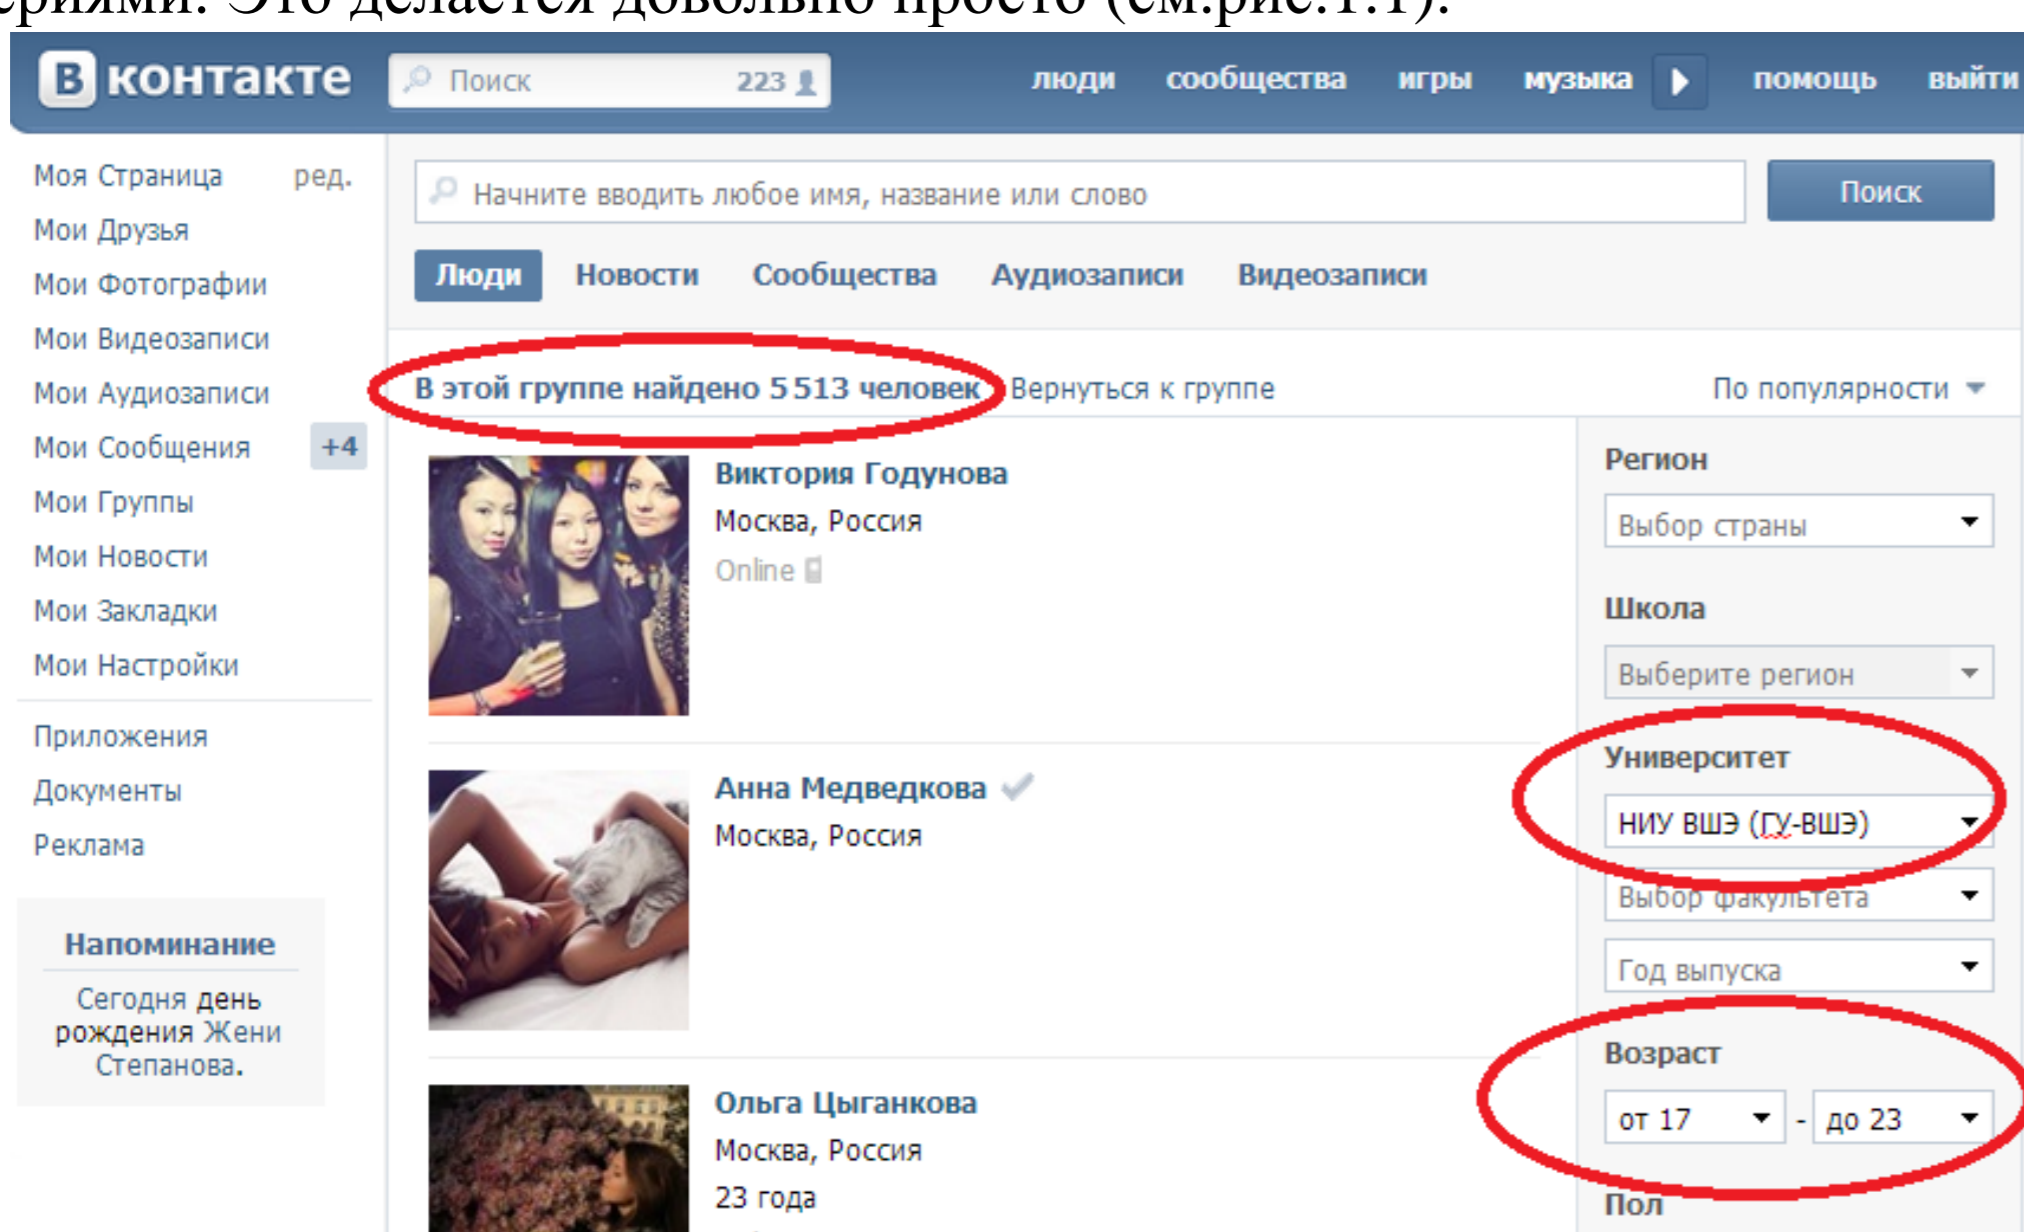 ериями. Это делается довольно просто (см.рис.1.1).
В контакте
Поиск 223
люди сообщества игры музыка помощь выйти
Моя Страница ред.
Мои Друзья
Мои Фотографии
Мои Видеозаписи
Мои Аудиозаписи
Мои Сообщения +4
Мои Группы
Мои Новости
Мои Закладки
Мои Настройки
Приложения
Документы
Реклама
Напоминание
Сегодня день
рождения Жени
Степанова.
Начните вводить любое имя, название или слово
Поиск
Люди Новости Сообщества Аудиозаписи Видеозаписи
В этой группе найдено 5 513 человек Вернуться к группе
По популярности
Виктория Годунова
Москва, Россия
Online
Анна Медведкова
Москва, Россия
Ольга Цыганкова
Москва, Россия
23 года
Регион
Выбор страны
Школа
Выберите регион
Университет
НИУ ВШЭ (ГУ-ВШЭ)
Выбор факультета
Год выпуска
Возраст
от 17 - до 23
Пол